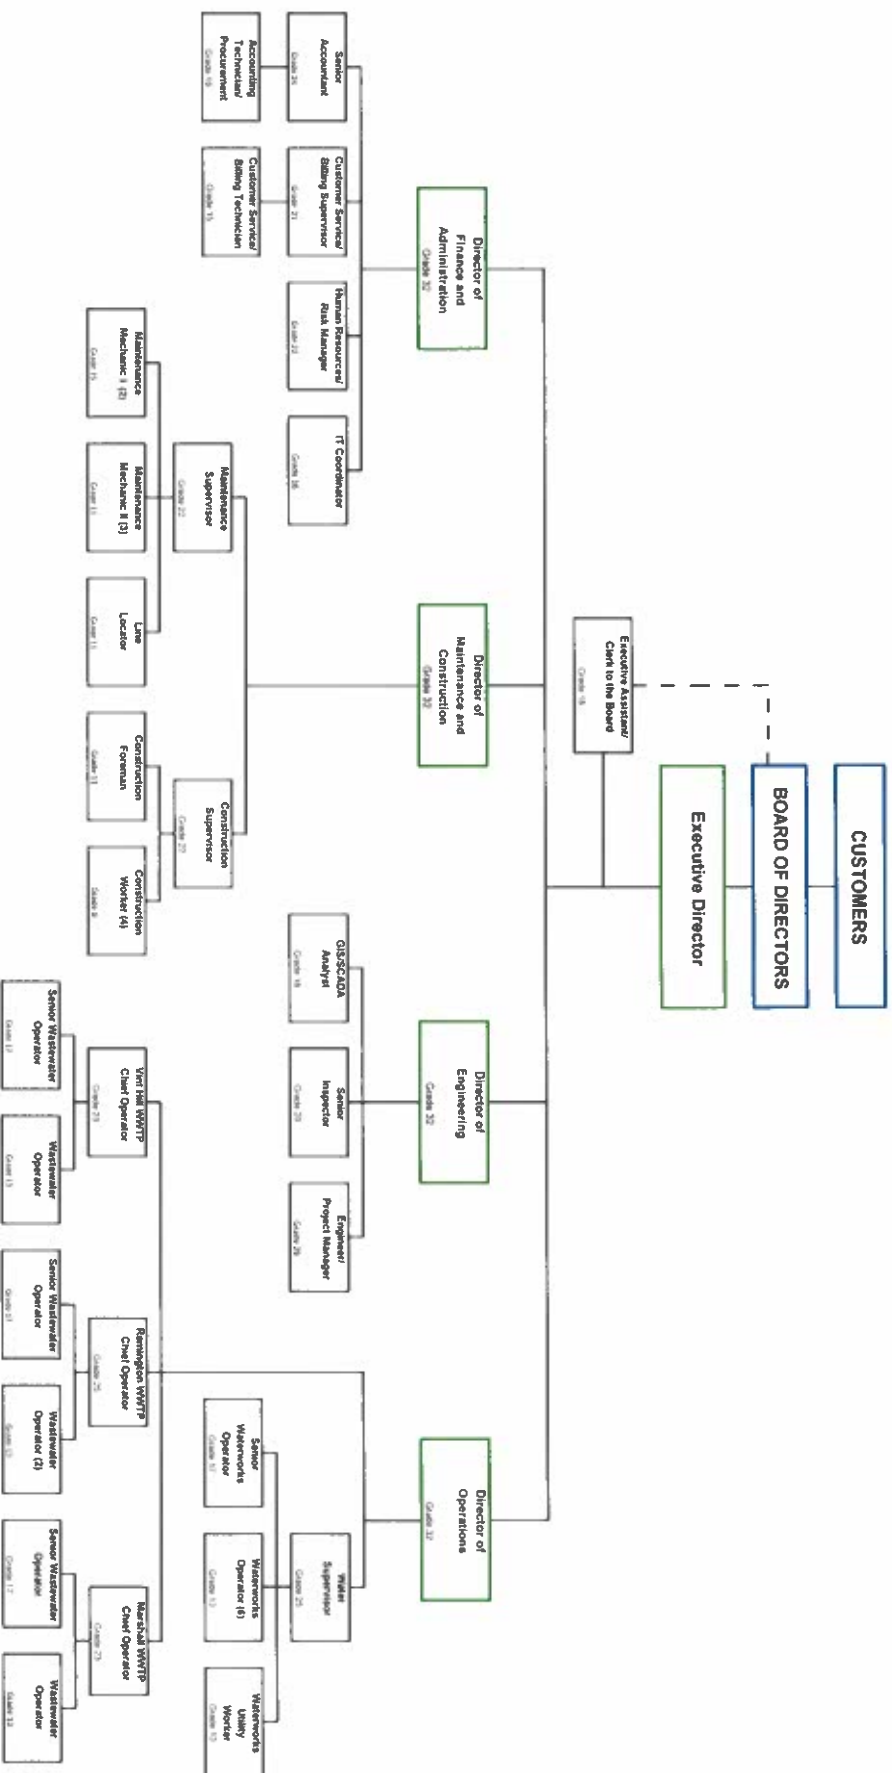 CUSTOMERS
BOARD OF DIRECTORS
Executive Director
Executive Assistant/
Clerk to the Board
Director of
Finance and
Administration
Grade 32
Director of
Maintenance and
Construction
Grade 32
Director of
Engineering
Grade 32
Director of
Operations
Grade 32
Senior
Accountant
Customer Service/
Billing Supervisor
Grade 21
Human Resources/
Risk Manager
IT Coordinator
Accounting
Technician/
Procurement
Customer Service/
Billing Technician
Grade 15
Maintenance
Supervisor
Grade 22
Construction
Supervisor
Grade 22
Maintenance
Mechanic II (3)
Maintenance
Line
Locator
Construction
Foreman
Construction
Worker (4)
GIS/SCADA
Analyst
Senior
Inspector
Engineer/
Project Manager
Water
Supervisor
Senior
Waterworks
Operator
Waterworks
Operator (6)
Waterworks
Utility
Worker
Vint Hill WWTP
Chief Operator
Remington WWTP
Chief Operator
Marshall WWTP
Chief Operator
Senior Wastewater
Operator
Wastewater
Operator
Senior Wastewater
Operator
Wastewater
Operator (2)
Senior Wastewater
Operator
Wastewater
Operator